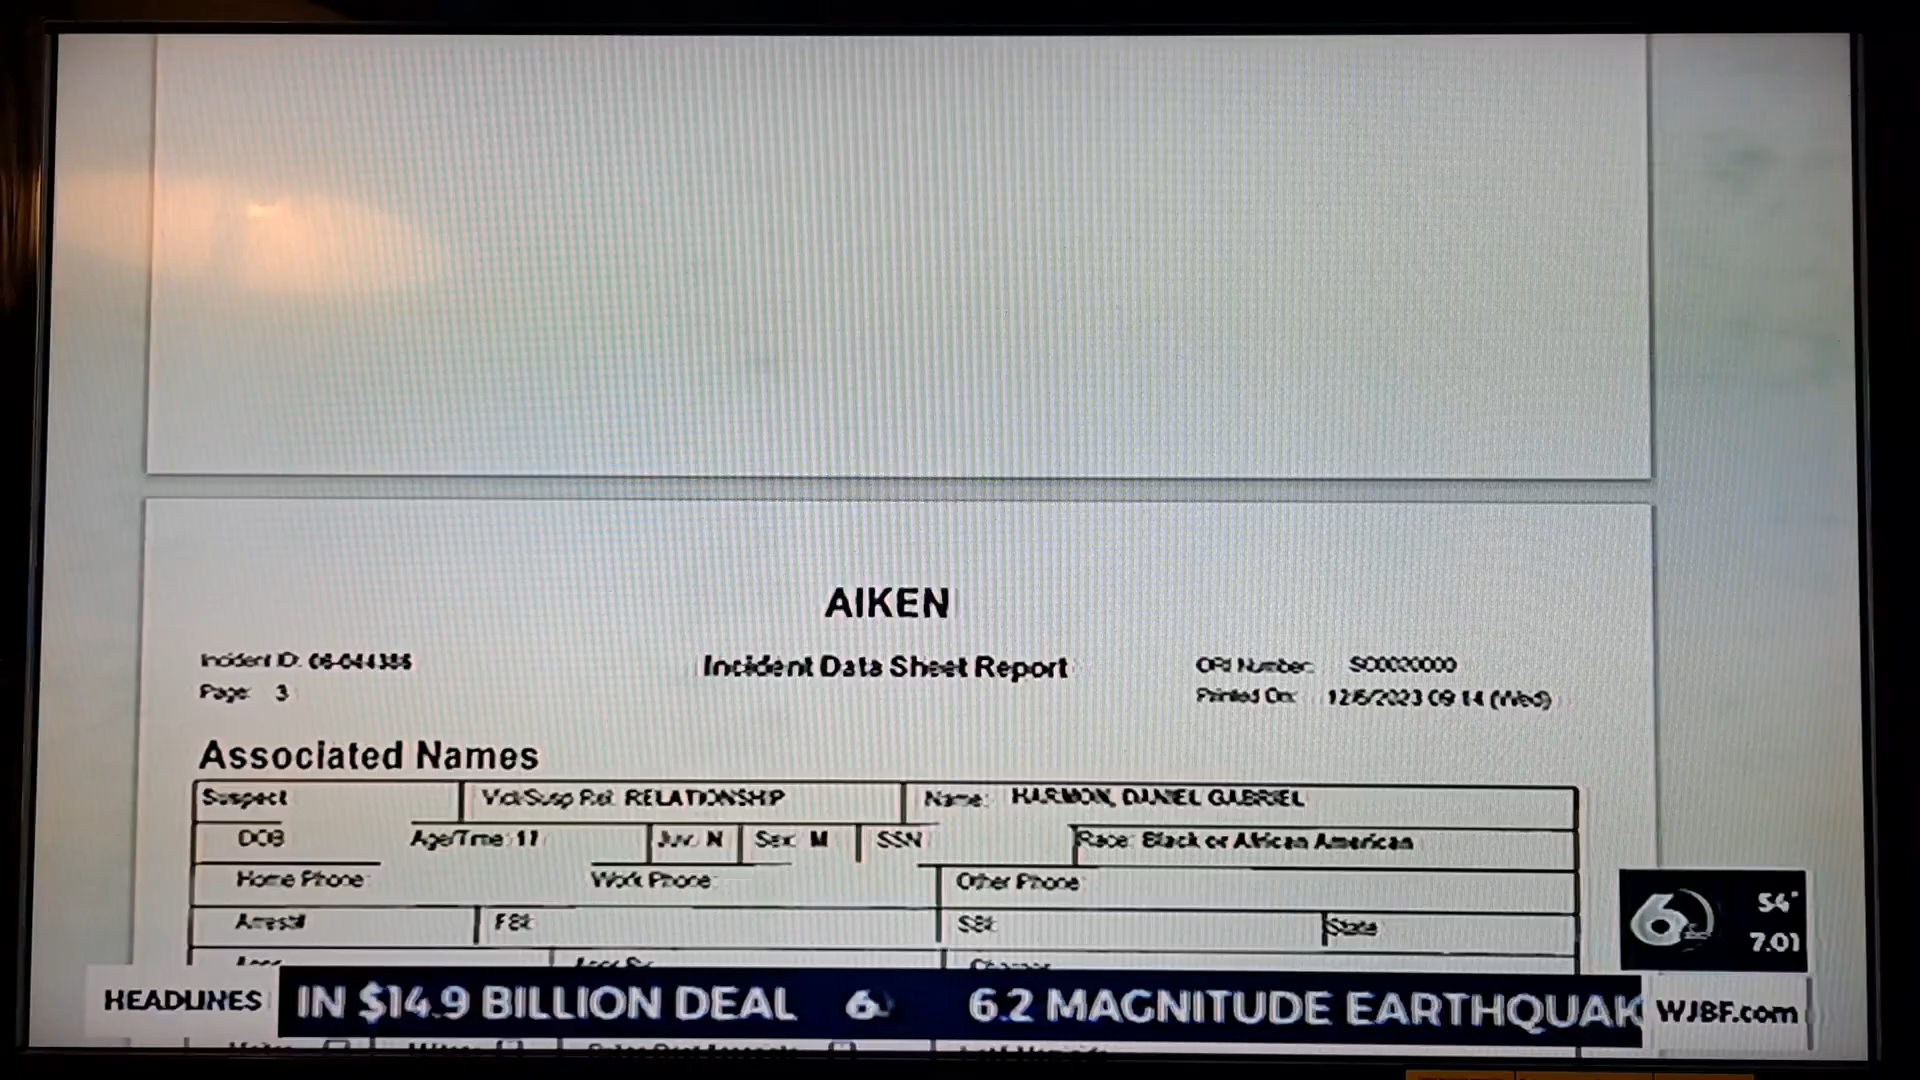 AIKEN
Incident ID: 06-044386
Incident Data Sheet Report
ORI Number: SC0020000
Page: 3
Printed On: 12/6/2023 09:14 (Wed)
Associated Names
Suspect
Vict/Susp Rel: RELATIONSHIP
Name: HARMON, DANIEL GABRIEL
DOB
Age/Time: 17
Juv: N
Sex: M
SSN
Race: Black or African American
Home Phone:
Work Phone:
Other Phone:
State
54°
7:01
6
HEADLINES
IN $14.9 BILLION DEAL 6 6.2 MAGNITUDE EARTHQUAK
WJBF.com